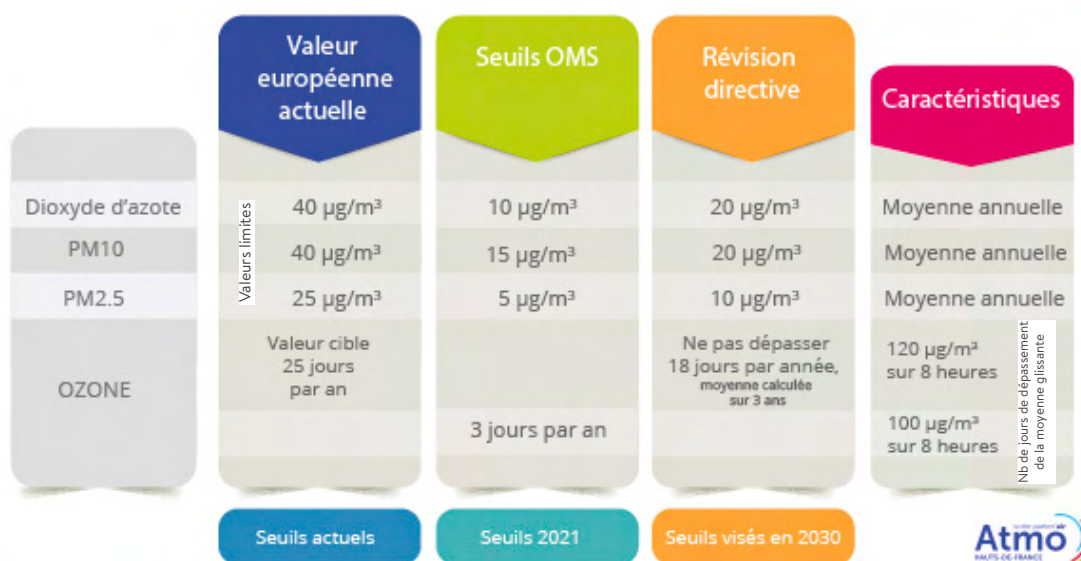 Valeur
européenne
actuelle
Seuils OMS
Révision
directive
Caractéristiques
Dioxyde d'azote
40 µg/m³
10 µg/m³
20 µg/m³
Moyenne annuelle
PM10
40 µg/m³
15 µg/m³
20 µg/m³
Moyenne annuelle
PM2.5
25 µg/m³
5 µg/m³
10 µg/m³
Moyenne annuelle
Valeurs limites
OZONE
Valeur cible
25 jours
par an
Ne pas dépasser
18 jours par année,
moyenne calculée
sur 3 ans
120 µg/m³
sur 8 heures
3 jours par an
100 µg/m³
sur 8 heures
Nb de jours de dépassement
de la moyenne glissante
Seuils actuels
Seuils 2021
Seuils visés en 2030
Atmo
HAUTS-DE-FRANCE